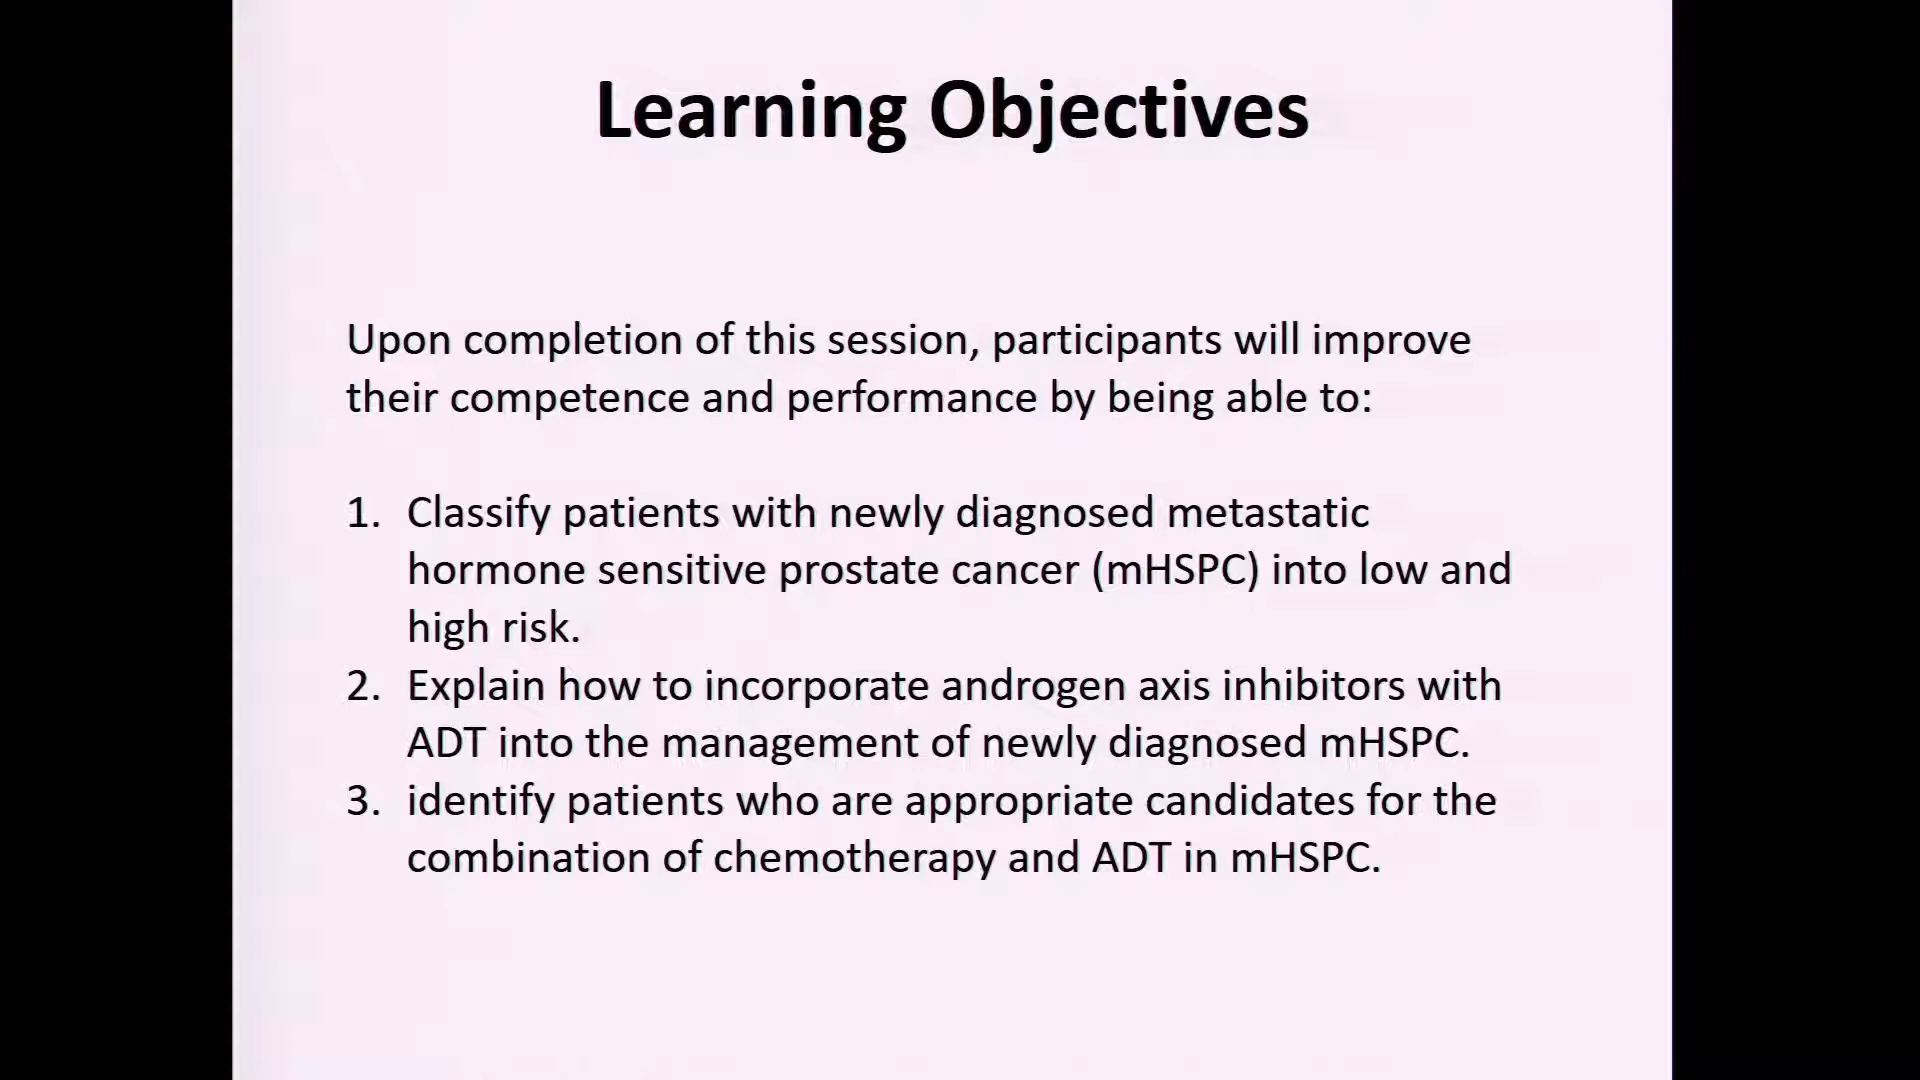 Learning Objectives
Upon completion of this session, participants will improve
their competence and performance by being able to:
1. Classify patients with newly diagnosed metastatic
hormone sensitive prostate cancer (mHSPC) into low and
high risk.
2. Explain how to incorporate androgen axis inhibitors with
ADT into the management of newly diagnosed mHSPC.
3. identify patients who are appropriate candidates for the
combination of chemotherapy and ADT in mHSPC.